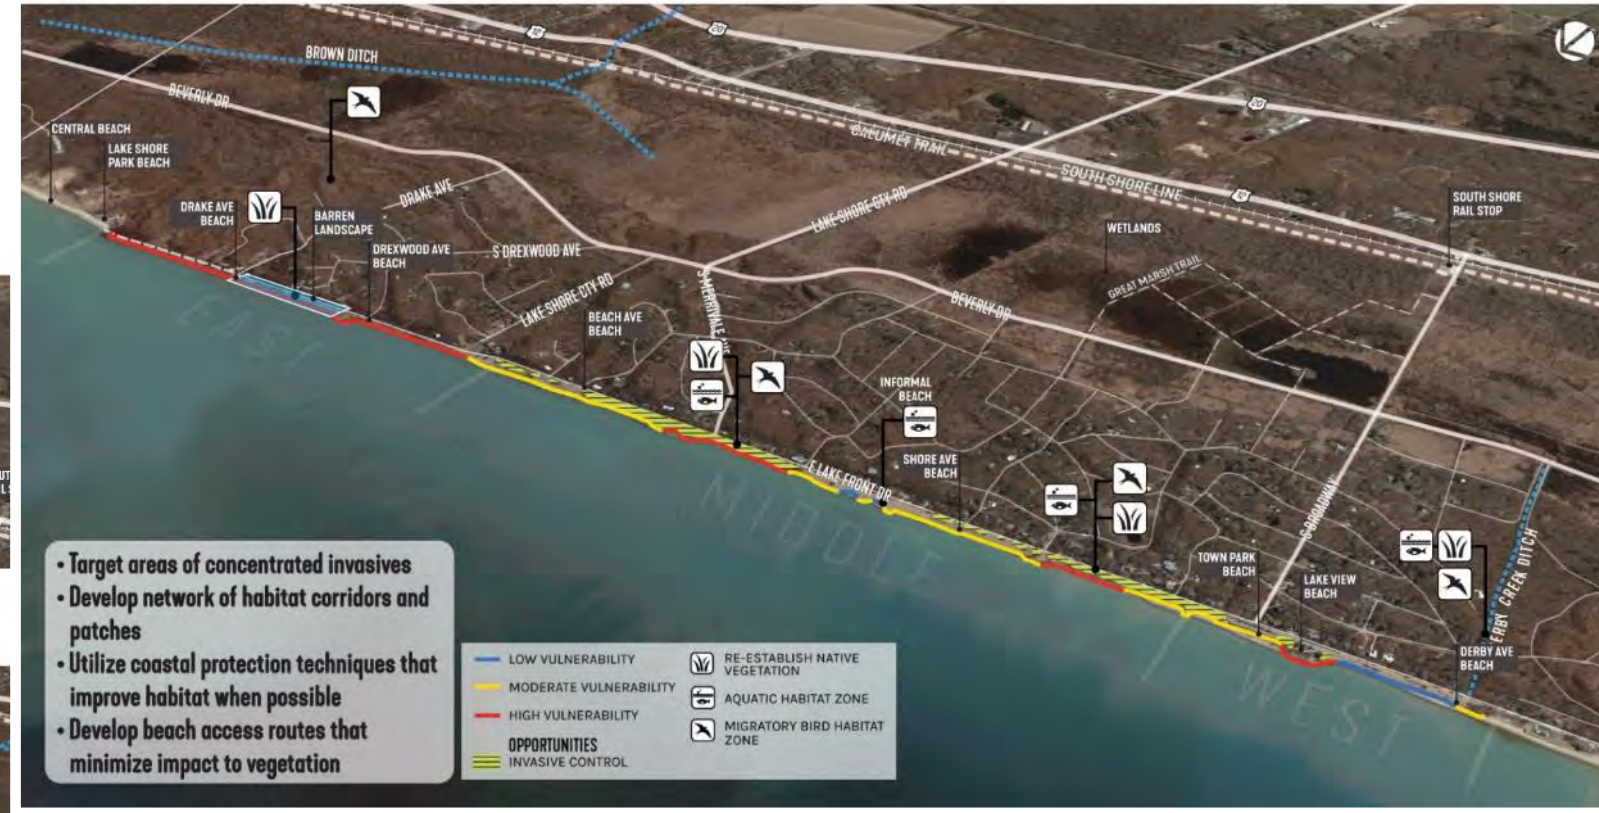 12
20
BROWN DITCH
BEVERLY DR
20
CENTRAL BEACH
LAKE SHORE
PARK BEACH
CALUMET TRAIL
SOUTH SHORE LINE
12
DRAKE AVE
DRAKE AVE
BEACH
BARREN
LANDSCAPE
LAKE SHORE CTY RD
SOUTH SHORE
RAIL STOP
WETLANDS
DREXWOOD AVE
BEACH
S DREXWOOD AVE
GREAT MARSH TRAIL
LAKE SHORE CTY RD
S MERRIVALE AVE
BEVERLY DR
BEACH AVE
BEACH
EAST
INFORMAL
BEACH
SHORE AVE
BEACH
E LAKE FRONT DR
S BROADWAY
MIDDLE
TOWN PARK
BEACH
LAKE VIEW
BEACH
ERBY CREEK DITCH
DERBY AVE
BEACH
WEST
• Target areas of concentrated invasives
• Develop network of habitat corridors and
patches
• Utilize coastal protection techniques that
improve habitat when possible
• Develop beach access routes that
minimize impact to vegetation
LOW VULNERABILITY
MODERATE VULNERABILITY
HIGH VULNERABILITY
OPPORTUNITIES
INVASIVE CONTROL
RE-ESTABLISH NATIVE
VEGETATION
AQUATIC HABITAT ZONE
MIGRATORY BIRD HABITAT
ZONE